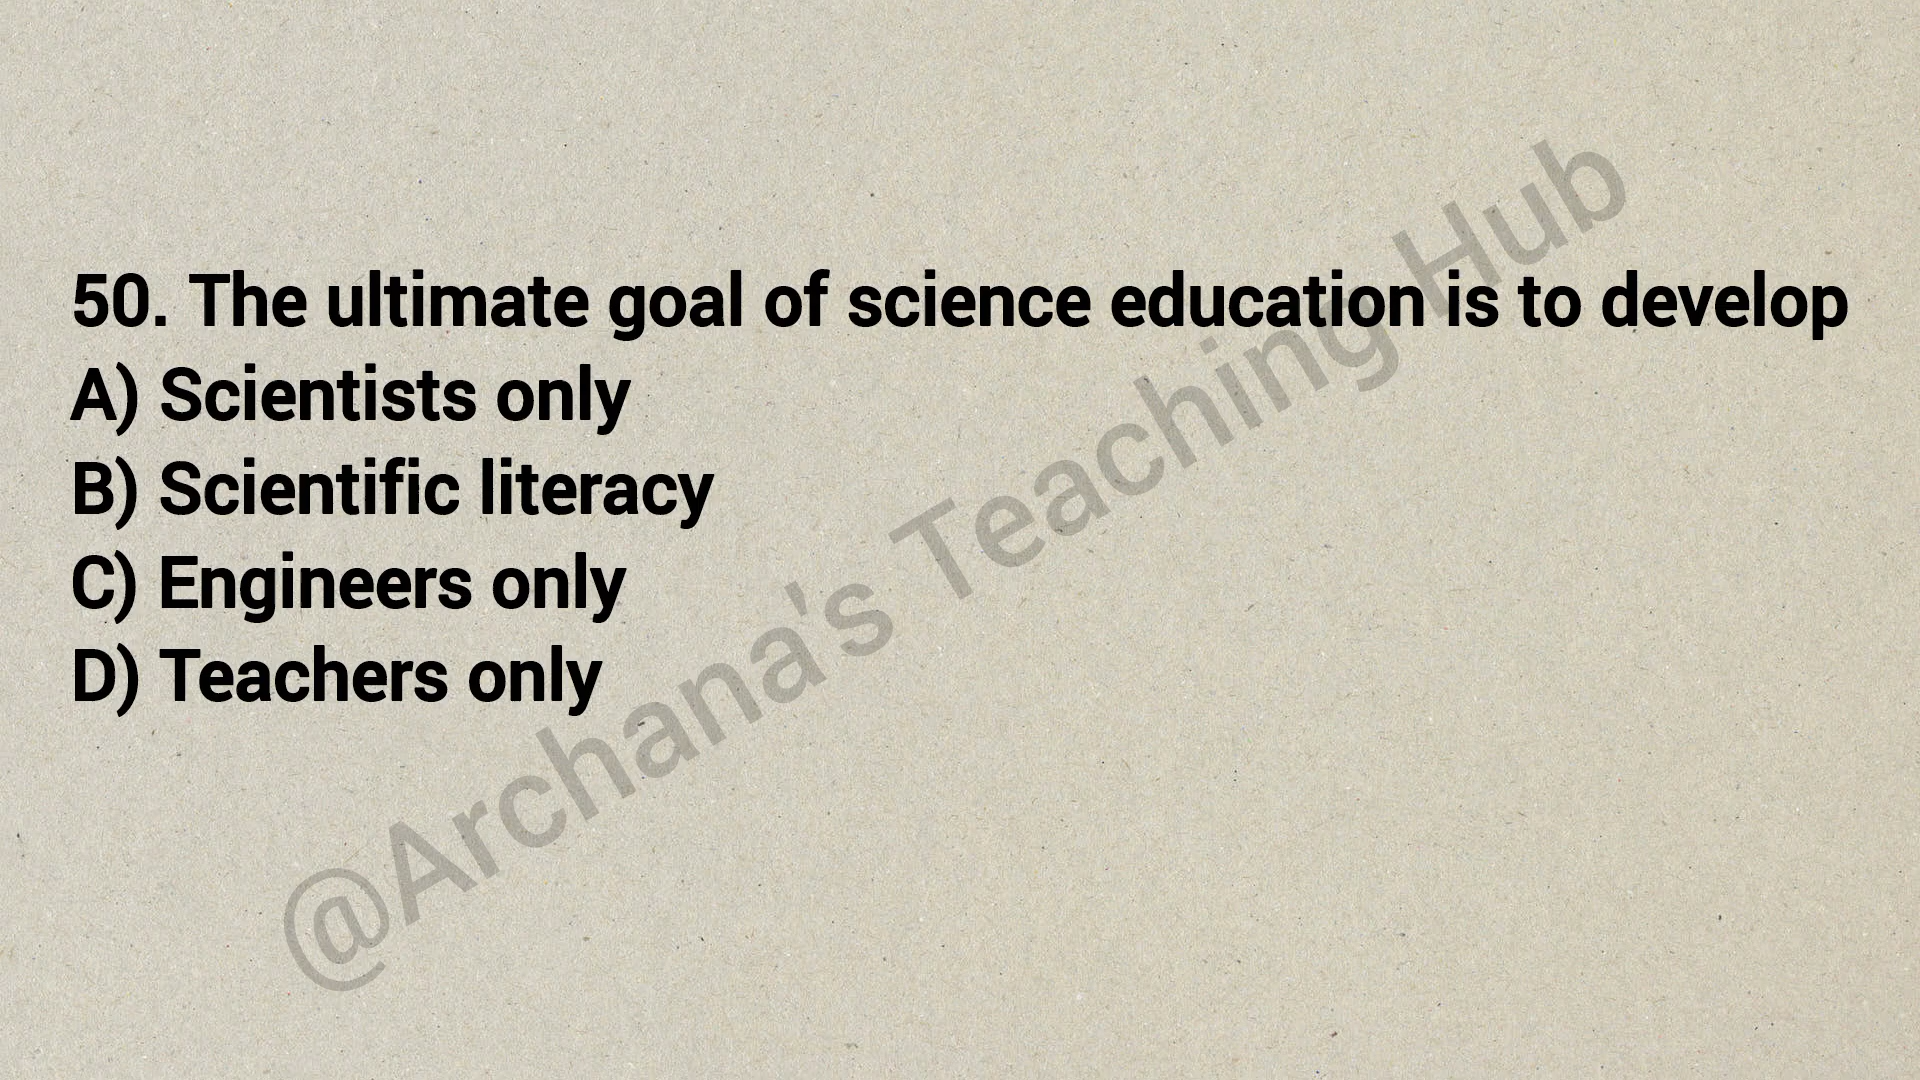 50. The ultimate goal of science education is to develop
A) Scientists only
B) Scientific literacy
C) Engineers only
D) Teachers only
@Archana's Teaching Hub